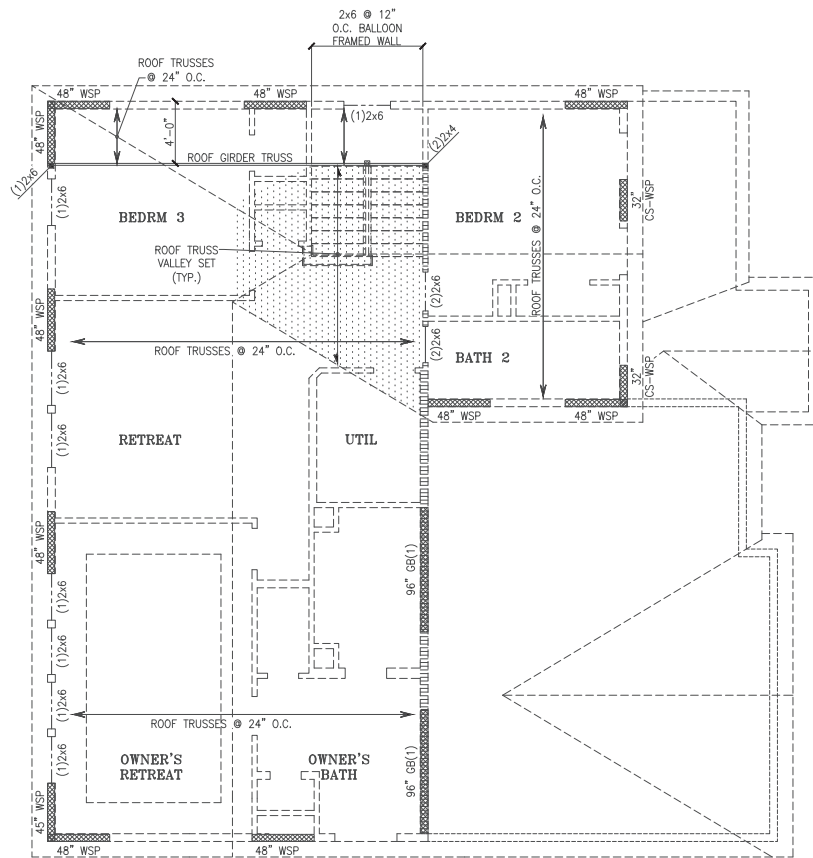 2x6 @ 12"
O.C. BALLOON
FRAMED WALL
ROOF TRUSSES
@ 24" O.C.
48" WSP
48" WSP
48" WSP
48" WSP
4'-0"
(1)2x6
(2)2x4
ROOF GIRDER TRUSS
(1)2x6
(1)2x6
BEDRM 3
BEDRM 2
32"
CS-WSP
ROOF TRUSSES @ 24" O.C.
ROOF TRUSS
VALLEY SET
(TYP.)
(2)2x6
48" WSP
ROOF TRUSSES @ 24" O.C.
(2)2x6
BATH 2
(1)2x6
32"
CS-WSP
48" WSP
48" WSP
(1)2x6
RETREAT
UTIL
48" WSP
96" GB(1)
(1)2x6
(1)2x6
(1)2x6
ROOF TRUSSES @ 24" O.C.
(1)2x6
OWNER'S
RETREAT
OWNER'S
BATH
96" GB(1)
45" WSP
48" WSP
48" WSP